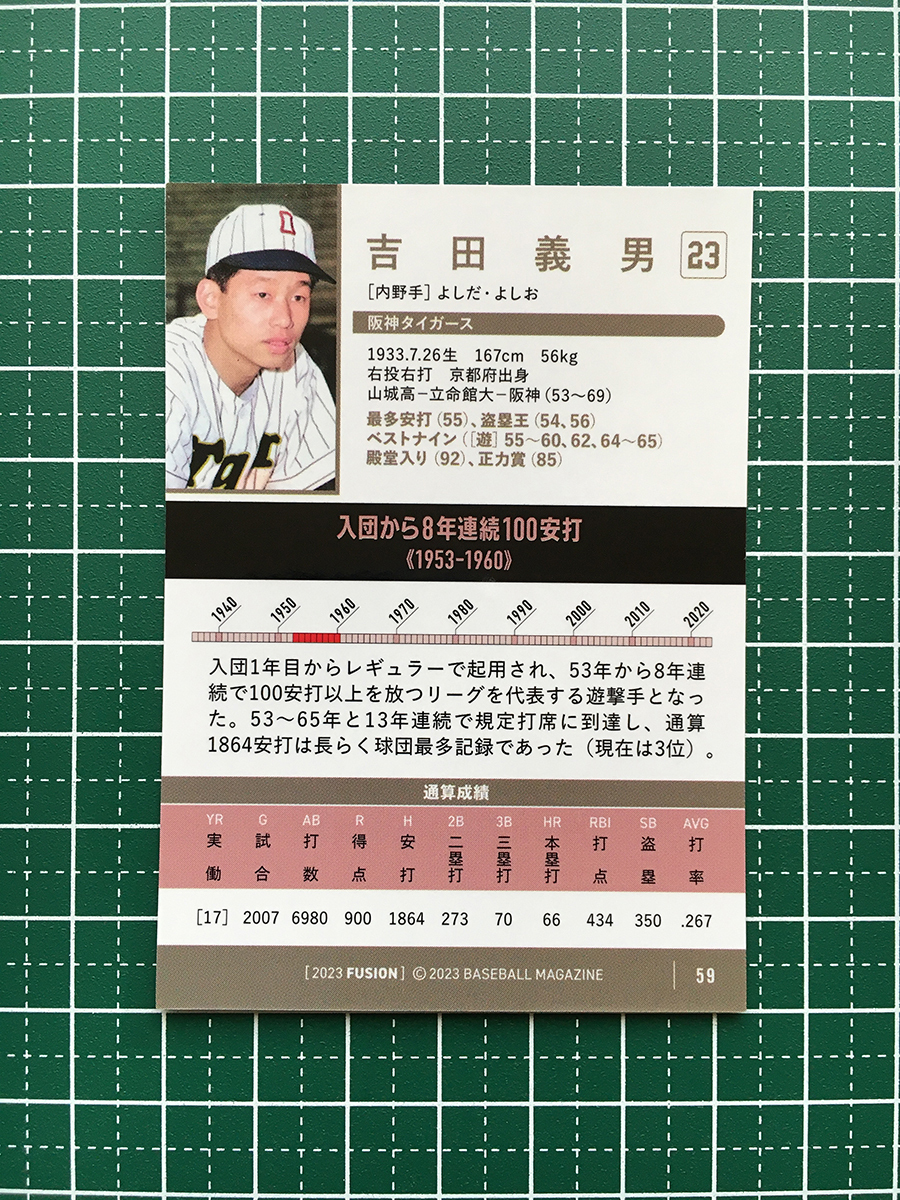 吉田義男 23
［内野手］よしだ・よしお
阪神タイガース
1933.7.26生 167cm 56kg
右投右打 京都府出身
山城高－立命館大－阪神（53～69）
最多安打（55）、盗塁王（54、56）
ベストナイン（［遊］55～60、62、64～65）
殿堂入り（92）、正力賞（85）
入団から8年連続100安打
《1953-1960》
1940 1950 1960 1970 1980 1990 2000 2010 2020
入団1年目からレギュラーで起用され、53年から8年連
続で100安打以上を放つリーグを代表する遊撃手となっ
た。53～65年と13年連続で規定打席に到達し、通算
1864安打は長らく球団最多記録であった（現在は3位）。
通算成績
YR G AB R H 2B 3B HR RBI SB AVG
実働 試合 打数 得点 安打 二塁打 三塁打 本塁打 打点 盗塁 打率
［17］ 2007 6980 900 1864 273 70 66 434 350 .267
［2023 FUSION］ © 2023 BASEBALL MAGAZINE 59